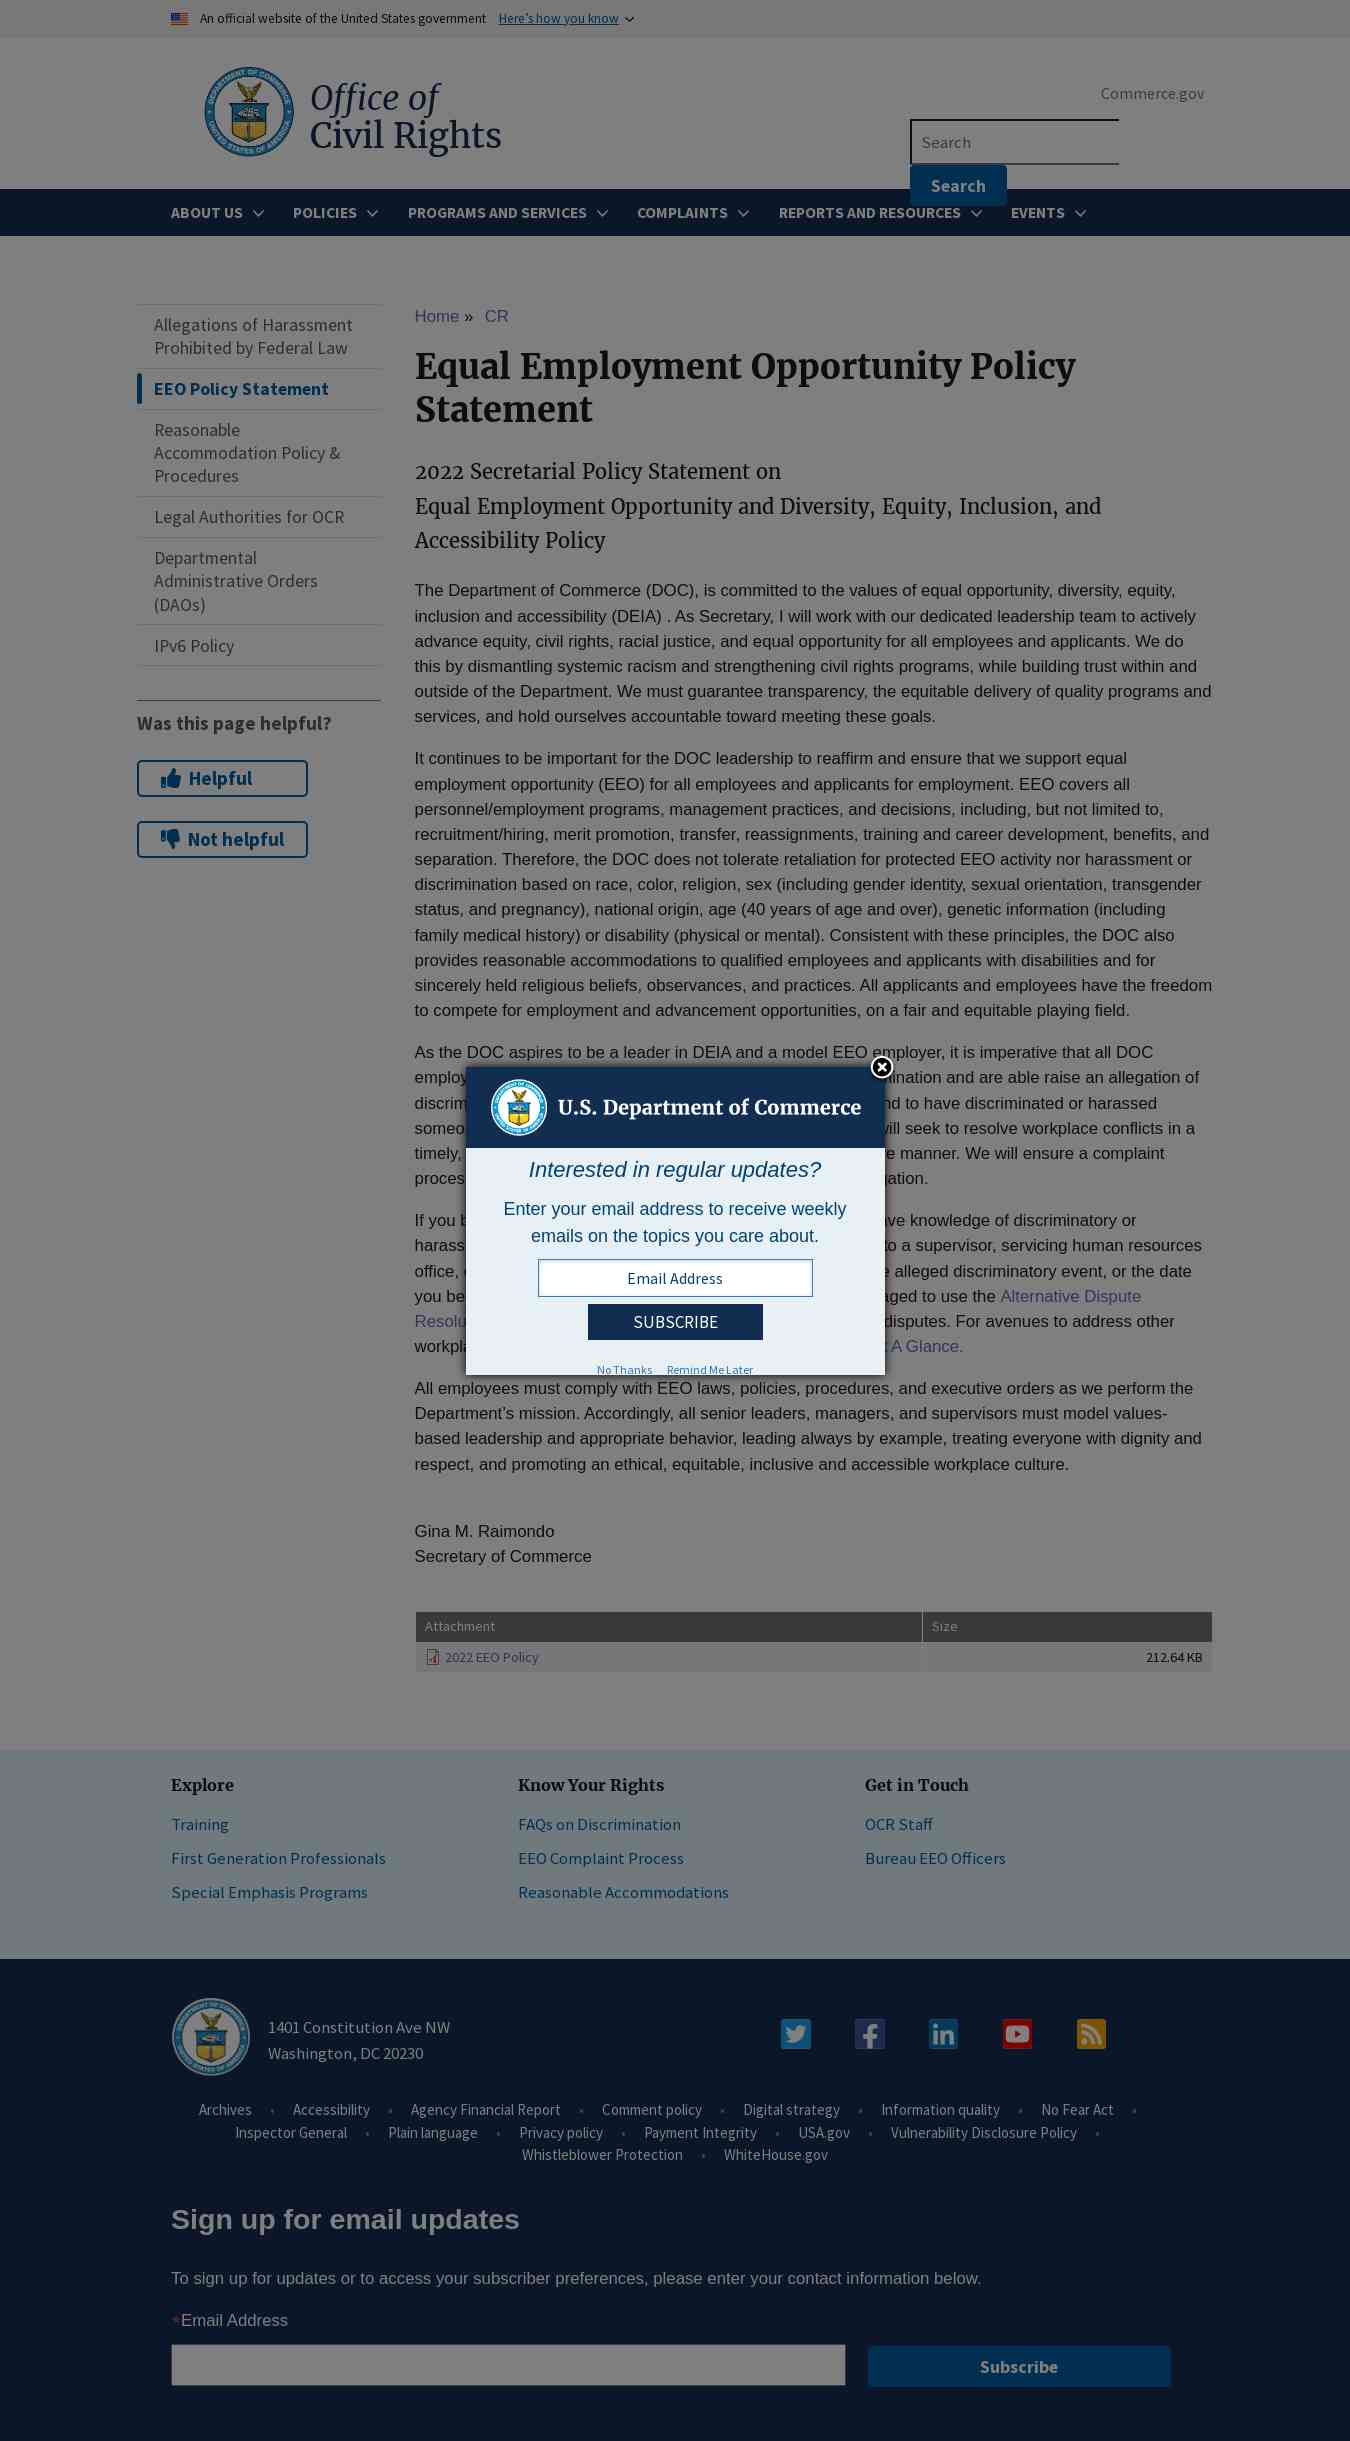 An official website of the United States government Here's how you know
Office of
Civil Rights
Commerce.gov
Search
Search
ABOUT US POLICIES PROGRAMS AND SERVICES COMPLAINTS REPORTS AND RESOURCES EVENTS
Allegations of Harassment
Prohibited by Federal Law
EEO Policy Statement
Reasonable
Accommodation Policy &
Procedures
Legal Authorities for OCR
Departmental
Administrative Orders
(DAOs)
IPv6 Policy
Was this page helpful?
Helpful
Not helpful
Home » CR
Equal Employment Opportunity Policy
Statement
2022 Secretarial Policy Statement on
Equal Employment Opportunity and Diversity, Equity, Inclusion, and
Accessibility Policy
The Department of Commerce (DOC), is committed to the values of equal opportunity, diversity, equity,
inclusion and accessibility (DEIA) . As Secretary, I will work with our dedicated leadership team to actively
advance equity, civil rights, racial justice, and equal opportunity for all employees and applicants. We do
this by dismantling systemic racism and strengthening civil rights programs, while building trust within and
outside of the Department. We must guarantee transparency, the equitable delivery of quality programs and
services, and hold ourselves accountable toward meeting these goals.
It continues to be important for the DOC leadership to reaffirm and ensure that we support equal
employment opportunity (EEO) for all employees and applicants for employment. EEO covers all
personnel/employment programs, management practices, and decisions, including, but not limited to,
recruitment/hiring, merit promotion, transfer, reassignments, training and career development, benefits, and
separation. Therefore, the DOC does not tolerate retaliation for protected EEO activity nor harassment or
discrimination based on race, color, religion, sex (including gender identity, sexual orientation, transgender
status, and pregnancy), national origin, age (40 years of age and over), genetic information (including
family medical history) or disability (physical or mental). Consistent with these principles, the DOC also
provides reasonable accommodations to qualified employees and applicants with disabilities and for
sincerely held religious beliefs, observances, and practices. All applicants and employees have the freedom
to compete for employment and advancement opportunities, on a fair and equitable playing field.
As the DOC aspires to be a leader in DEIA and a model EEO employer, it is imperative that all DOC
and are able raise an allegation of
to have discriminated or harassed
will seek to resolve workplace conflicts in a
timely, manner. We will ensure a complaint
If you knowledge of discriminatory or
to a supervisor, servicing human resources
office, alleged discriminatory event, or the date
you to use the Alternative Dispute
disputes. For avenues to address other
A Glance.
U.S. Department of Commerce
Interested in regular updates?
Enter your email address to receive weekly
emails on the topics you care about.
Email Address
SUBSCRIBE
No Thanks Remind Me Later
All employees must comply with EEO laws, policies, procedures, and executive orders as we perform the
Department's mission. Accordingly, all senior leaders, managers, and supervisors must model values-
based leadership and appropriate behavior, leading always by example, treating everyone with dignity and
respect, and promoting an ethical, equitable, inclusive and accessible workplace culture.
Gina M. Raimondo
Secretary of Commerce
Attachment Size
2022 EEO Policy 212.64 KB
Explore
Training
First Generation Professionals
Special Emphasis Programs
Know Your Rights
FAQs on Discrimination
EEO Complaint Process
Reasonable Accommodations
Get in Touch
OCR Staff
Bureau EEO Officers
1401 Constitution Ave NW
Washington, DC 20230
Archives • Accessibility • Agency Financial Report • Comment policy • Digital strategy • Information quality • No Fear Act •
Inspector General • Plain language • Privacy policy • Payment Integrity • USA.gov • Vulnerability Disclosure Policy •
Whistleblower Protection • WhiteHouse.gov
Sign up for email updates
To sign up for updates or to access your subscriber preferences, please enter your contact information below.
*Email Address
Subscribe